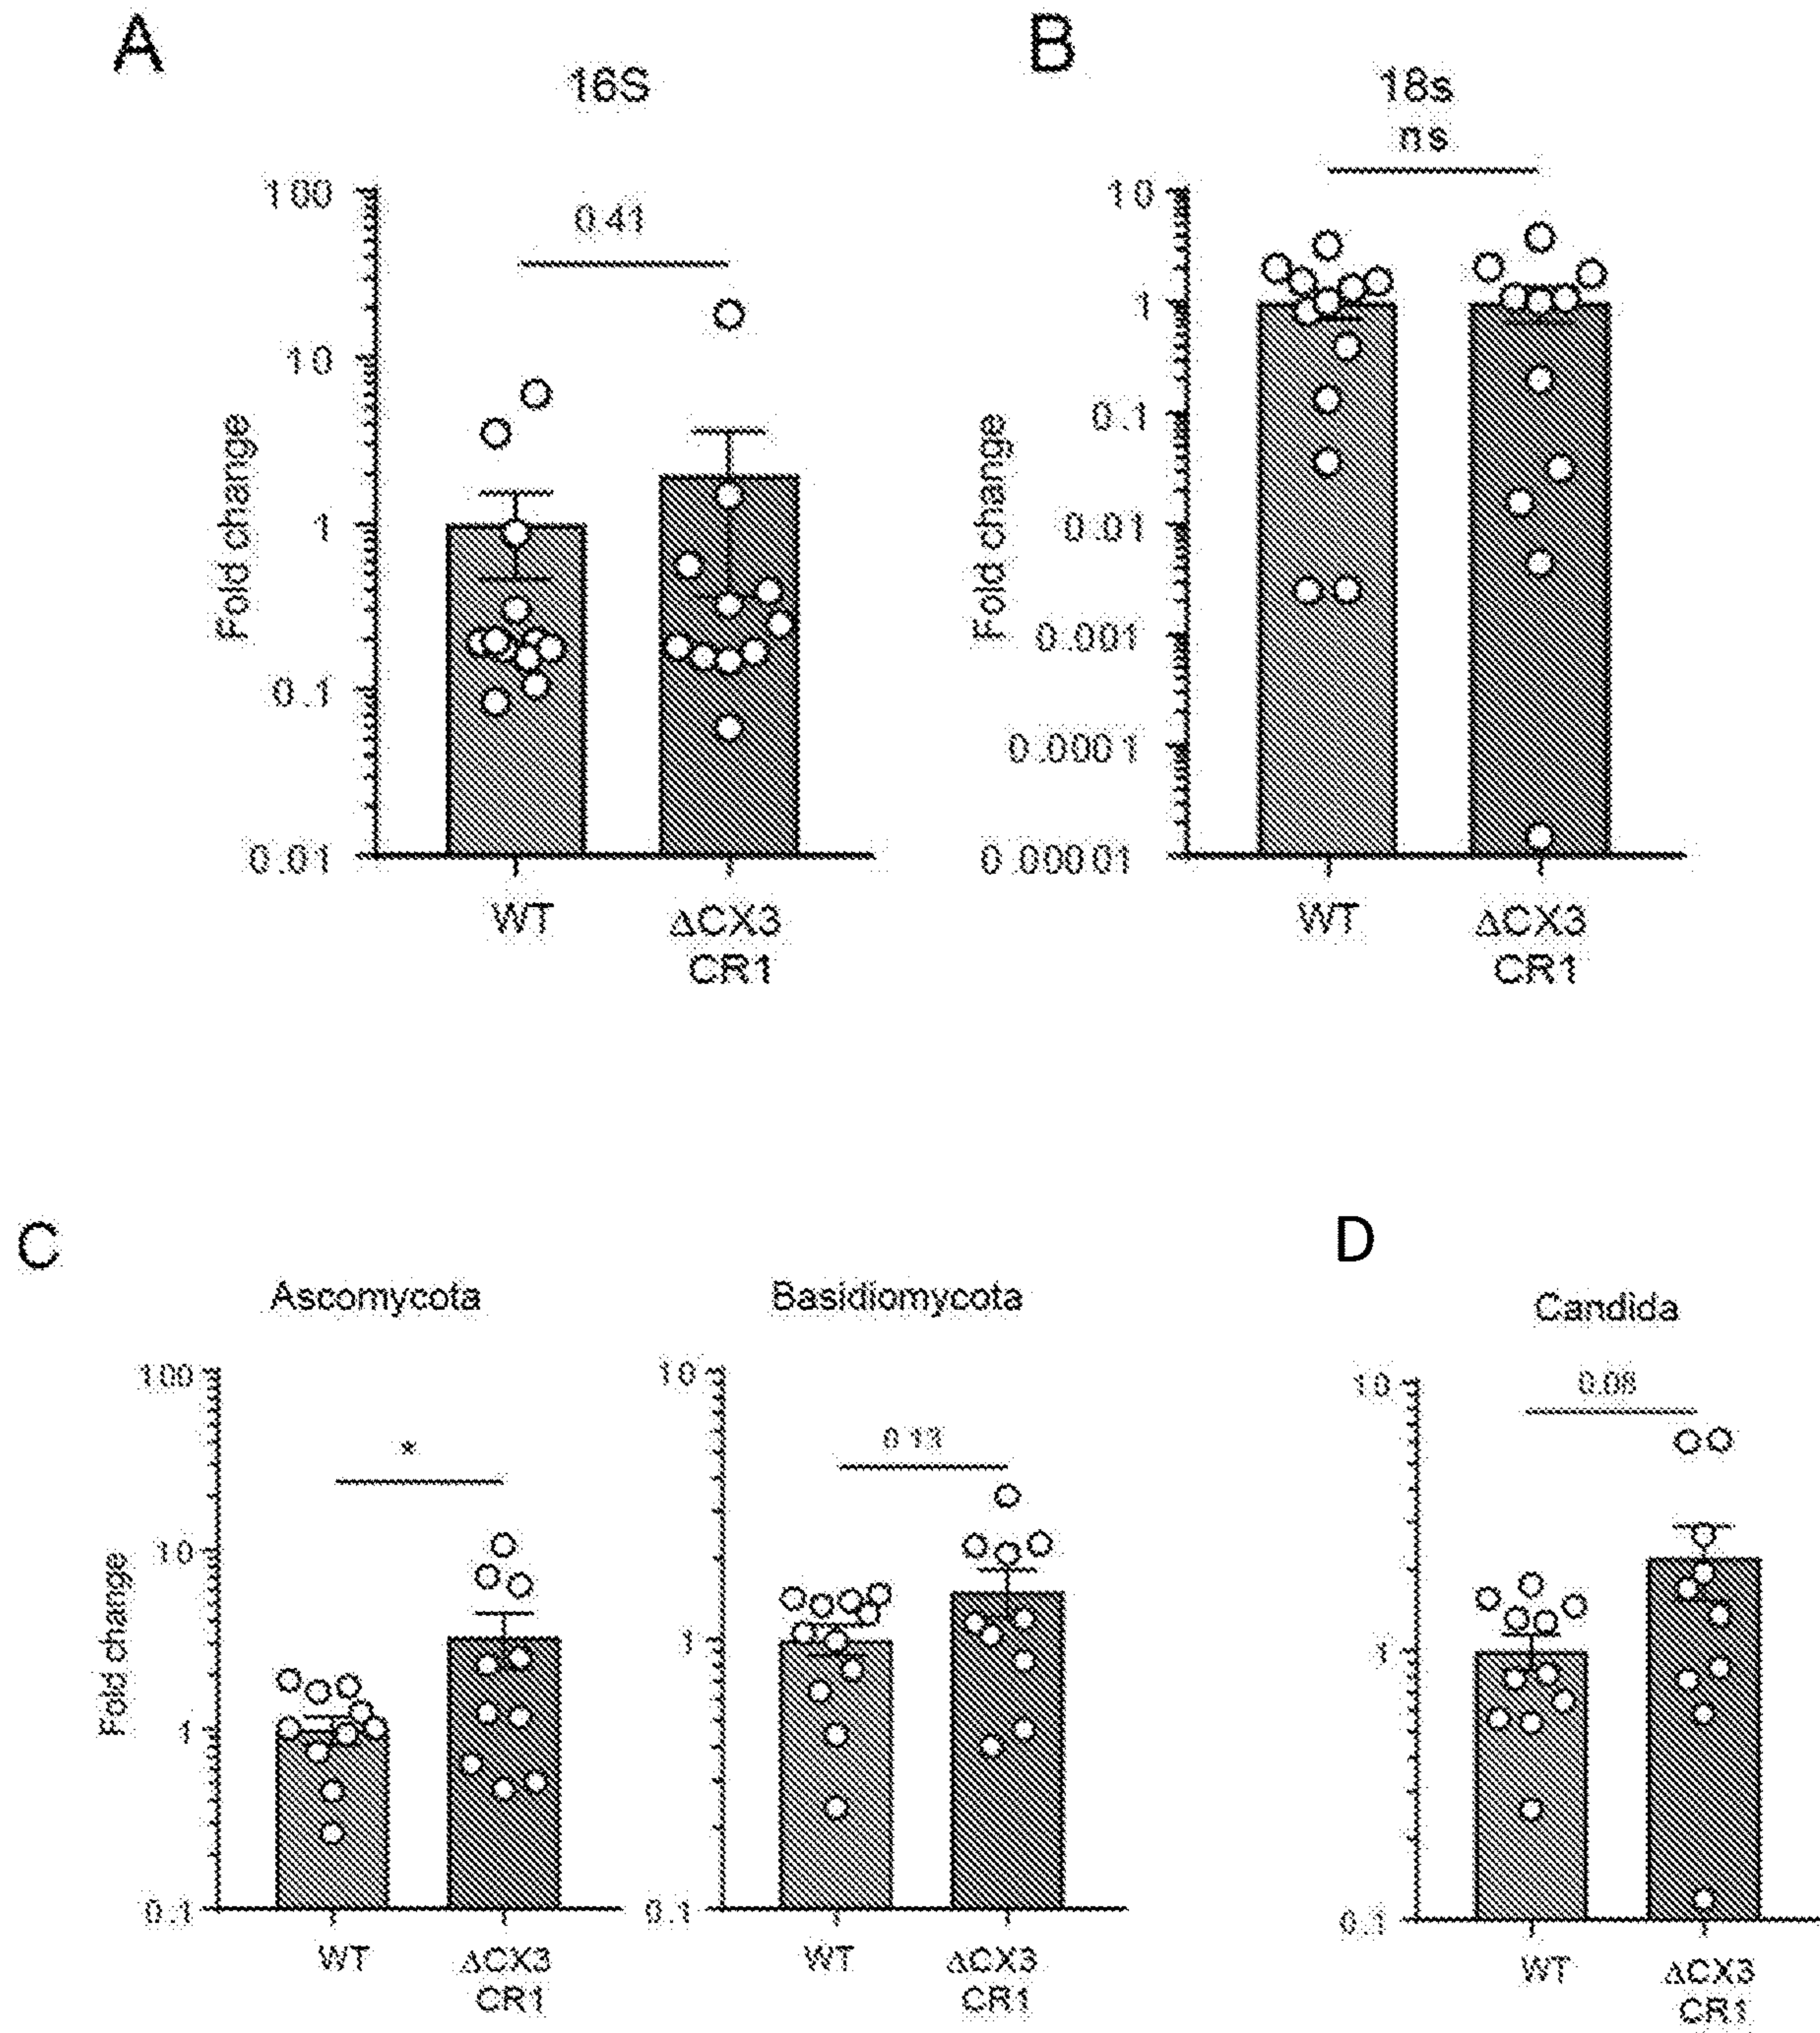 A
16S
100
0.41
10
Fold change
1
0.1
0.01
WT
ΔCX3
CR1
B
18s
ns
10
1
0.1
Fold change
0.01
0.001
0.0001
0.00001
WT
ΔCX3
CR1
C
Ascomycota
100
*
10
Fold change
1
0.1
WT
ΔCX3
CR1
Basidiomycota
10
0.13
1
0.1
WT
ΔCX3
CR1
D
Candida
10
0.08
1
0.1
WT
ΔCX3
CR1